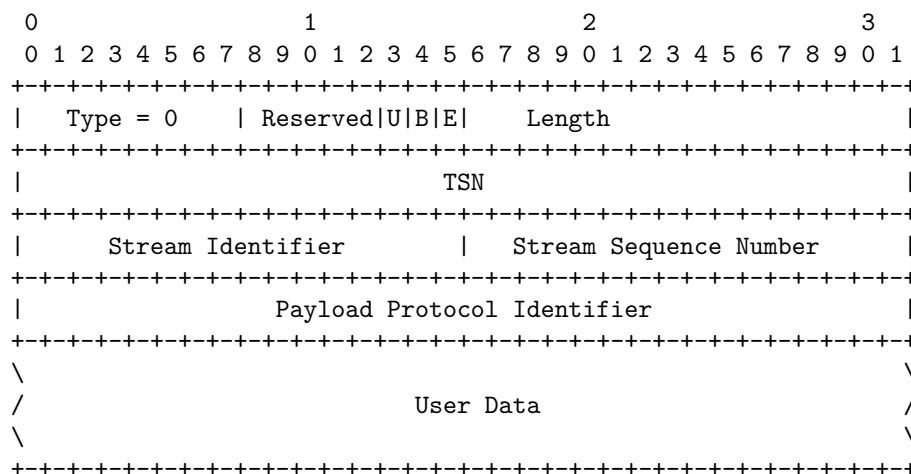 0                   1                   2                   3
 0 1 2 3 4 5 6 7 8 9 0 1 2 3 4 5 6 7 8 9 0 1 2 3 4 5 6 7 8 9 0 1
+-+-+-+-+-+-+-+-+-+-+-+-+-+-+-+-+-+-+-+-+-+-+-+-+-+-+-+-+-+-+-+-+
|   Type = 0    | Reserved|U|B|E|    Length                     |
+-+-+-+-+-+-+-+-+-+-+-+-+-+-+-+-+-+-+-+-+-+-+-+-+-+-+-+-+-+-+-+-+
|                              TSN                              |
+-+-+-+-+-+-+-+-+-+-+-+-+-+-+-+-+-+-+-+-+-+-+-+-+-+-+-+-+-+-+-+-+
|      Stream Identifier        |   Stream Sequence Number      |
+-+-+-+-+-+-+-+-+-+-+-+-+-+-+-+-+-+-+-+-+-+-+-+-+-+-+-+-+-+-+-+-+
|                  Payload Protocol Identifier                  |
+-+-+-+-+-+-+-+-+-+-+-+-+-+-+-+-+-+-+-+-+-+-+-+-+-+-+-+-+-+-+-+-+
\                                                               \
/                            User Data                          /
\                                                               \
+-+-+-+-+-+-+-+-+-+-+-+-+-+-+-+-+-+-+-+-+-+-+-+-+-+-+-+-+-+-+-+-+